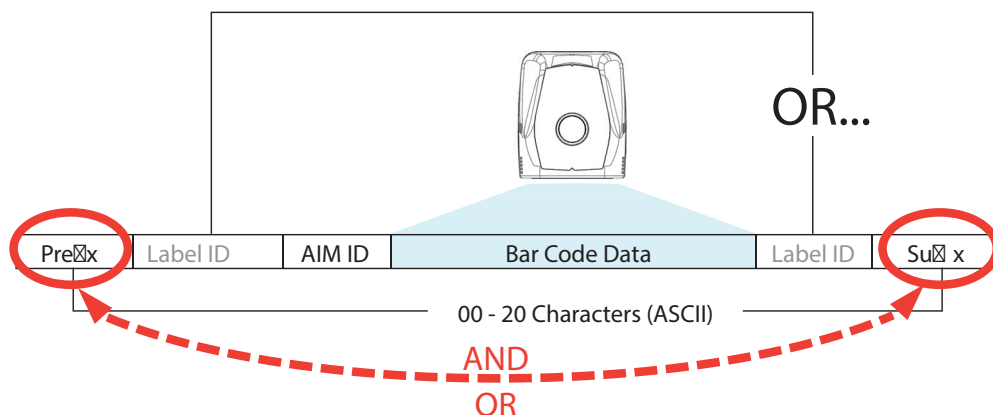 OR...
Pre☒x Label ID AIM ID Bar Code Data Label ID Su☒ x
00 - 20 Characters (ASCII)
AND
OR